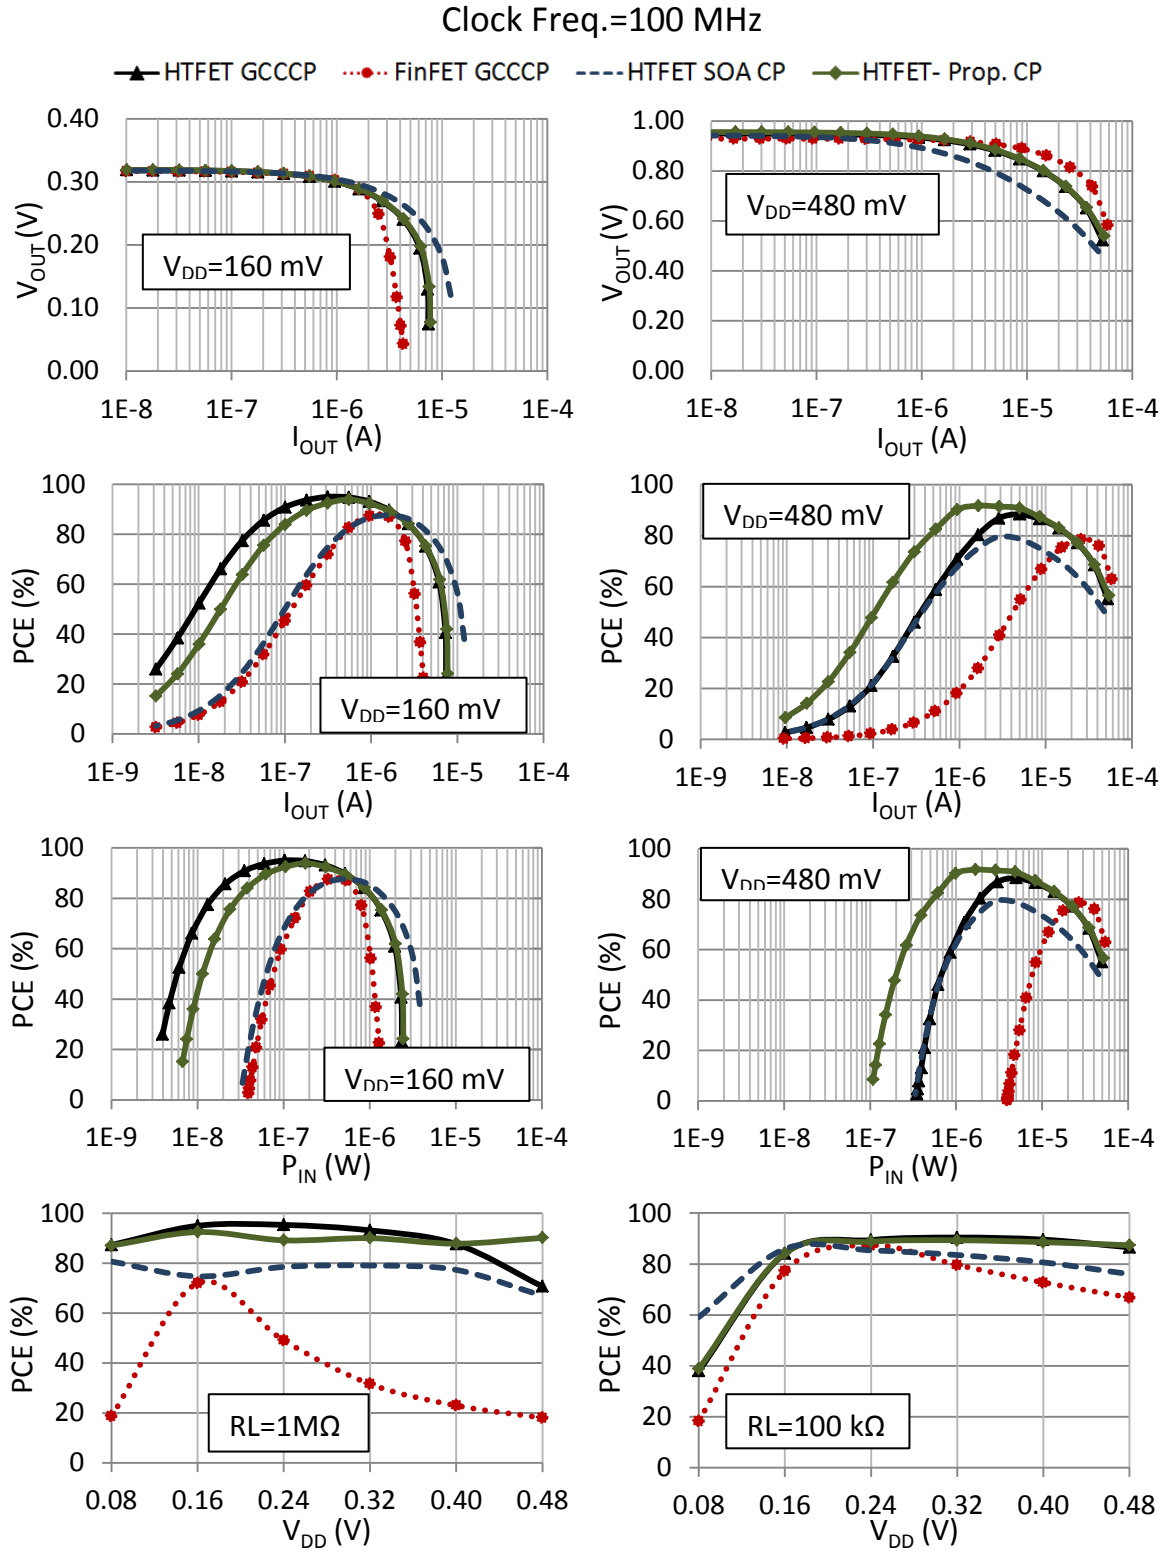 Clock Freq.=100 MHz
HTFET GCCCP FinFET GCCCP HTFET SOA CP HTFET- Prop. CP
0.40
0.30
0.20
0.10
0.00
VOUT (V)
VDD=160 mV
1E-8 1E-7 1E-6 1E-5 1E-4
IOUT (A)
1.00
0.80
0.60
0.40
0.20
0.00
VOUT (V)
VDD=480 mV
1E-8 1E-7 1E-6 1E-5 1E-4
IOUT (A)
100
80
60
40
20
0
PCE (%)
VDD=160 mV
1E-9 1E-8 1E-7 1E-6 1E-5 1E-4
IOUT (A)
100
80
60
40
20
0
PCE (%)
VDD=480 mV
1E-9 1E-8 1E-7 1E-6 1E-5 1E-4
IOUT (A)
100
80
60
40
20
0
PCE (%)
VDD=160 mV
1E-9 1E-8 1E-7 1E-6 1E-5 1E-4
PIN (W)
100
80
60
40
20
0
PCE (%)
VDD=480 mV
1E-9 1E-8 1E-7 1E-6 1E-5 1E-4
PIN (W)
100
80
60
40
20
0
PCE (%)
RL=1MΩ
0.08 0.16 0.24 0.32 0.40 0.48
VDD (V)
100
80
60
40
20
0
PCE (%)
RL=100 kΩ
0.08 0.16 0.24 0.32 0.40 0.48
VDD (V)